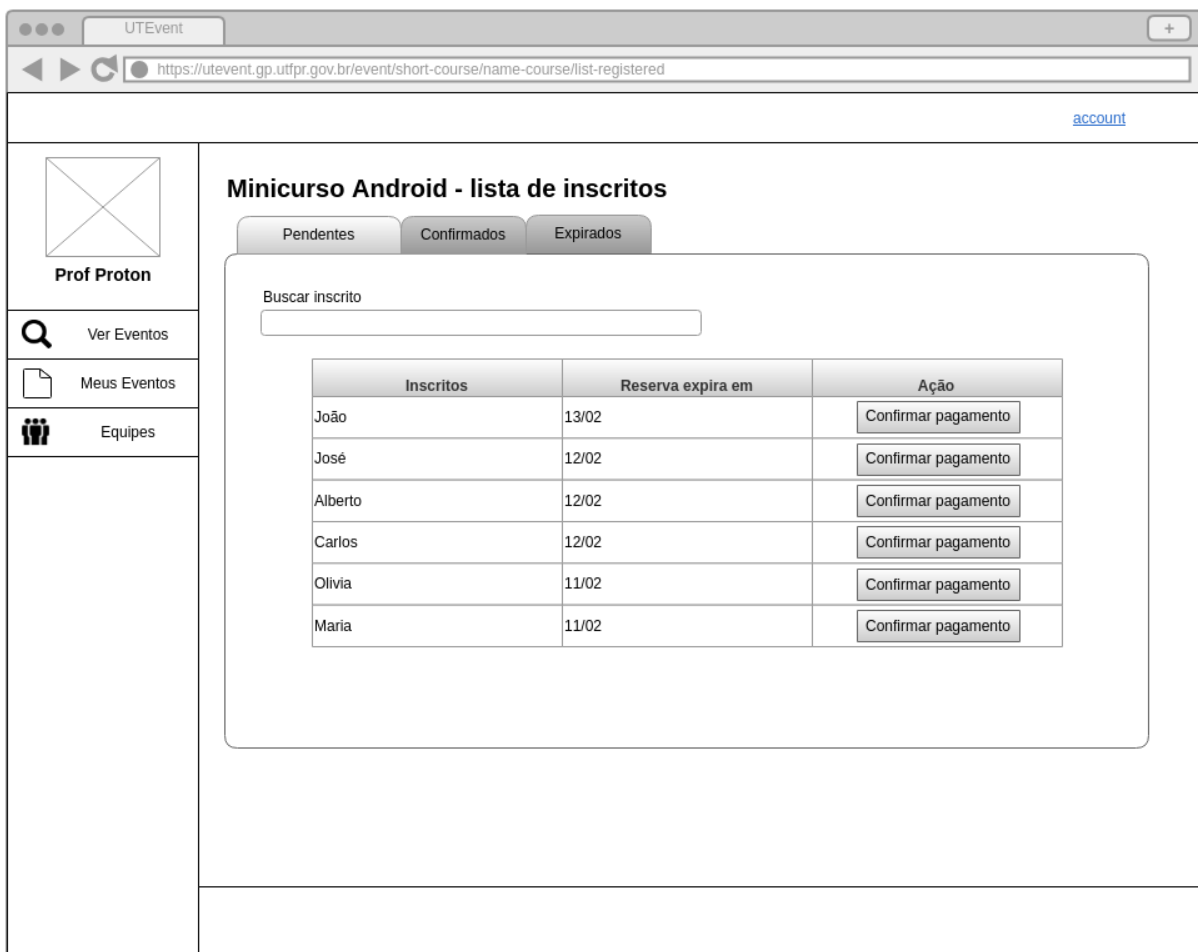 UTEvent
+
https://utevent.gp.utfpr.gov.br/event/short-course/name-course/list-registered
account
Prof Proton
Ver Eventos
Meus Eventos
Equipes
Minicurso Android - lista de inscritos
Pendentes Confirmados Expirados
Buscar inscrito
Inscritos Reserva expira em Ação
João 13/02 Confirmar pagamento
José 12/02 Confirmar pagamento
Alberto 12/02 Confirmar pagamento
Carlos 12/02 Confirmar pagamento
Olivia 11/02 Confirmar pagamento
Maria 11/02 Confirmar pagamento